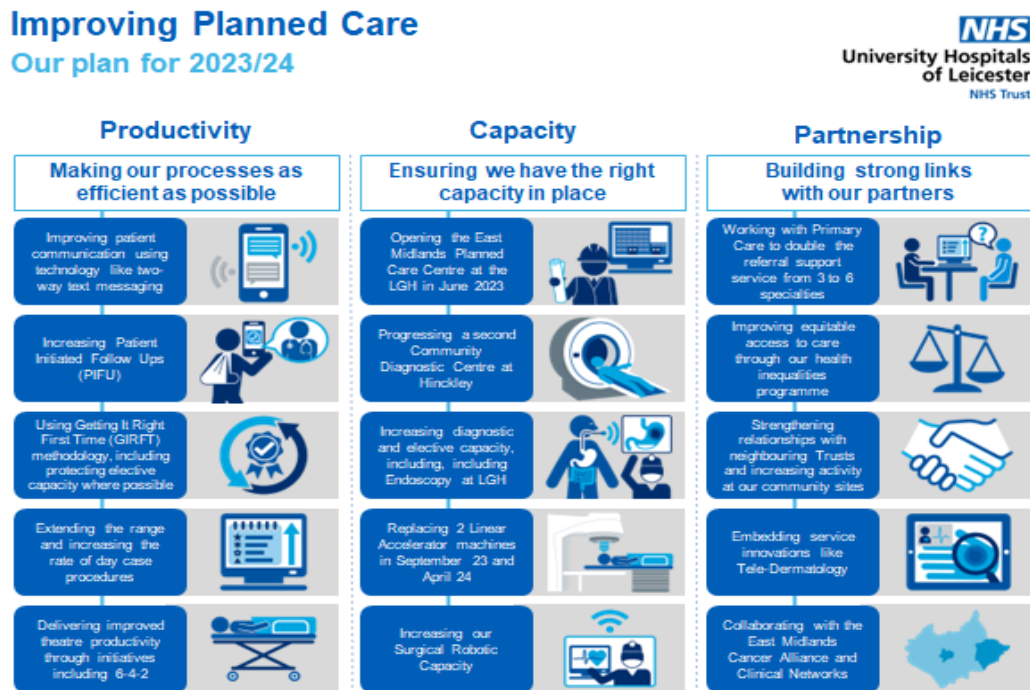 Improving Planned Care
Our plan for 2023/24
NHS
University Hospitals
of Leicester
NHS Trust
Productivity
Making our processes as
efficient as possible
Improving patient
communication using
technology like two-
way text messaging
Increasing Patient
Initiated Follow Ups
(PIFU)
Using Getting It Right
First Time (GIRFT)
methodology, including
protecting elective
capacity where possible
Extending the range
and increasing the
rate of day case
procedures
Delivering improved
theatre productivity
through initiatives
including 6-4-2
Capacity
Ensuring we have the right
capacity in place
Opening the East
Midlands Planned
Care Centre at the
LGH in June 2023
Progressing a second
Community
Diagnostic Centre at
Hinckley
Increasing diagnostic
and elective capacity,
including, including
Endoscopy at LGH
Replacing 2 Linear
Accelerator machines
in September 23 and
April 24
Increasing our
Surgical Robotic
Capacity
Partnership
Building strong links
with our partners
Working with Primary
Care to double the
referral support
service from 3 to 6
specialties
?
Improving equitable
access to care
through our health
inequalities
programme
Strengthening
relationships with
neighbouring Trusts
and increasing activity
at our community sites
Embedding service
innovations like
Tele-Dermatology
Collaborating with the
East Midlands
Cancer Alliance and
Clinical Networks